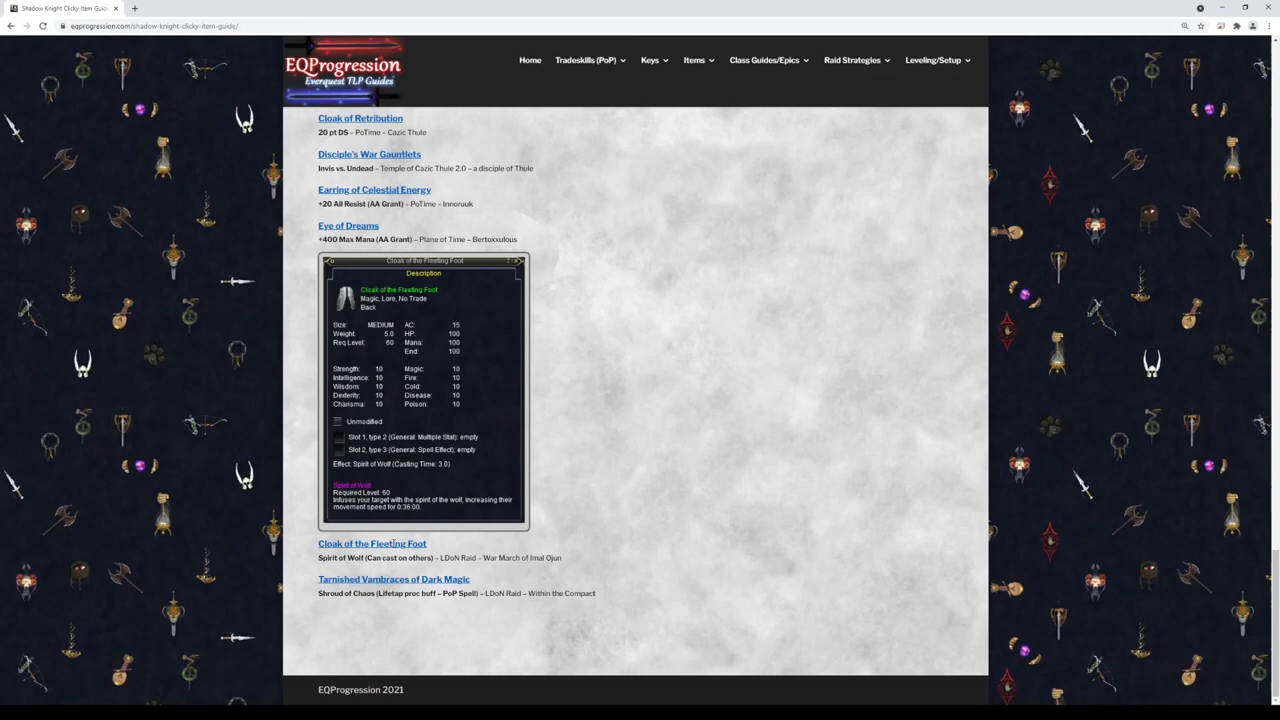 Shadow Knight Clicky Item Guid
eqprogression.com/shadow-knight-clicky-item-guide/
EQProgression
Everquest TLP Guides
Home Tradeskills (PoP) Keys Items Class Guides/Epics Raid Strategies Leveling/Setup
Cloak of Retribution
20 pt DS – PoTime – Cazic Thule
Disciple's War Gauntlets
Invis vs. Undead – Temple of Cazic Thule 2.0 – a disciple of Thule
Earring of Celestial Energy
+20 All Resist (AA Grant) – PoTime – Innoruuk
Eye of Dreams
+400 Max Mana (AA Grant) – Plane of Time – Bertoxxulous
Cloak of the Fleeting Foot
Description
Cloak of the Fleeting Foot
Magic, Lore, No Trade
Back
Size: MEDIUM AC: 15
Weight: 5.0 HP: 100
Req Level: 60 Mana: 100
End: 100
Strength: 10 Magic: 10
Intelligence: 10 Fire: 10
Wisdom: 10 Cold: 10
Dexterity: 10 Disease: 10
Charisma: 10 Poison: 10
Unmodified
Slot 1, type 2 (General: Multiple Stat): empty
Slot 2, type 3 (General: Spell Effect): empty
Effect: Spirit of Wolf (Casting Time: 3.0)
Spirit of Wolf
Required Level: 60
Infuses your target with the spirit of the wolf, increasing their
movement speed for 0:36:00.
Cloak of the Fleeting Foot
Spirit of Wolf (Can cast on others) – LDoN Raid – War March of Imal Ojun
Tarnished Vambraces of Dark Magic
Shroud of Chaos (Lifetap proc buff – PoP Spell) – LDoN Raid – Within the Compact
EQProgression 2021